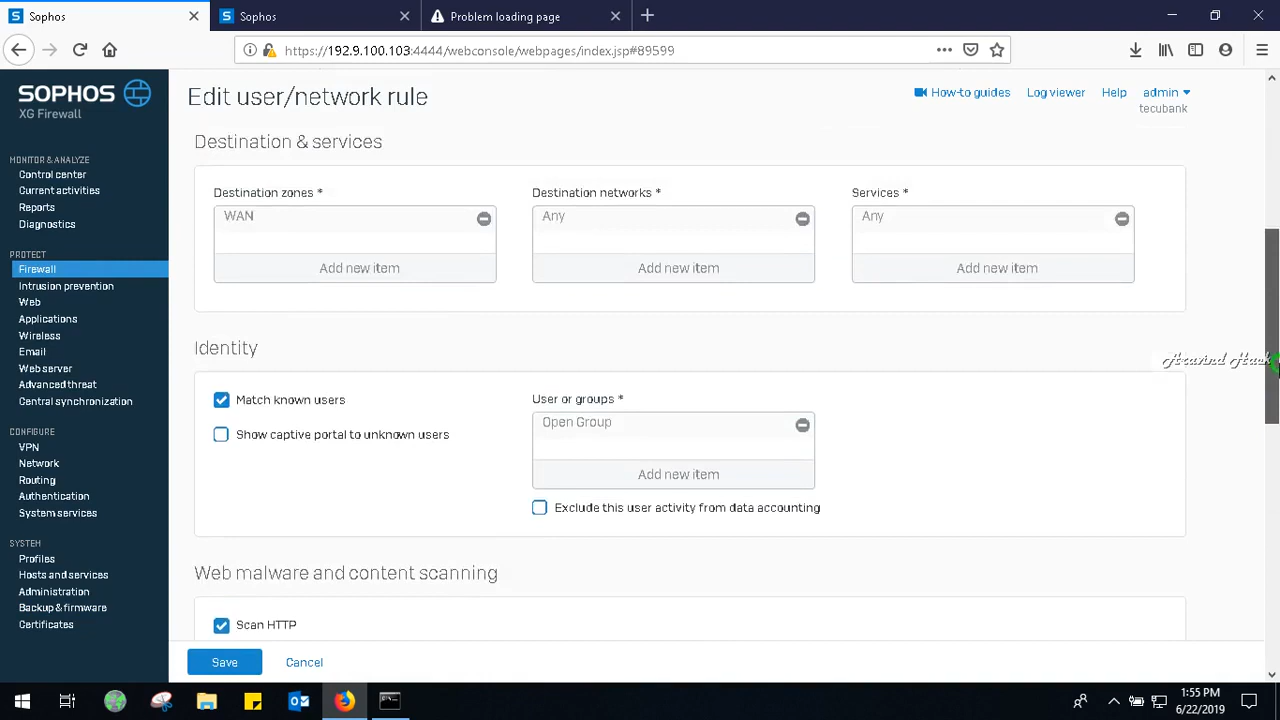 Sophos
Sophos
Problem loading page
https://192.9.100.103:4444/webconsole/webpages/index.jsp#89599
SOPHOS
XG Firewall
Edit user/network rule
How-to guides
Log viewer
Help
admin
tecubank
MONITOR & ANALYZE
Control center
Current activities
Reports
Diagnostics
PROTECT
Firewall
Intrusion prevention
Web
Applications
Wireless
Email
Web server
Advanced threat
Central synchronization
CONFIGURE
VPN
Network
Routing
Authentication
System services
SYSTEM
Profiles
Hosts and services
Administration
Backup & firmware
Certificates
Destination & services
Destination zones *
Destination networks *
Services *
WAN
Any
Any
Add new item
Add new item
Add new item
Identity
Match known users
Show captive portal to unknown users
User or groups *
Open Group
Add new item
Exclude this user activity from data accounting
Web malware and content scanning
Scan HTTP
Save
Cancel
Aravind Hack
1:55 PM
6/22/2019